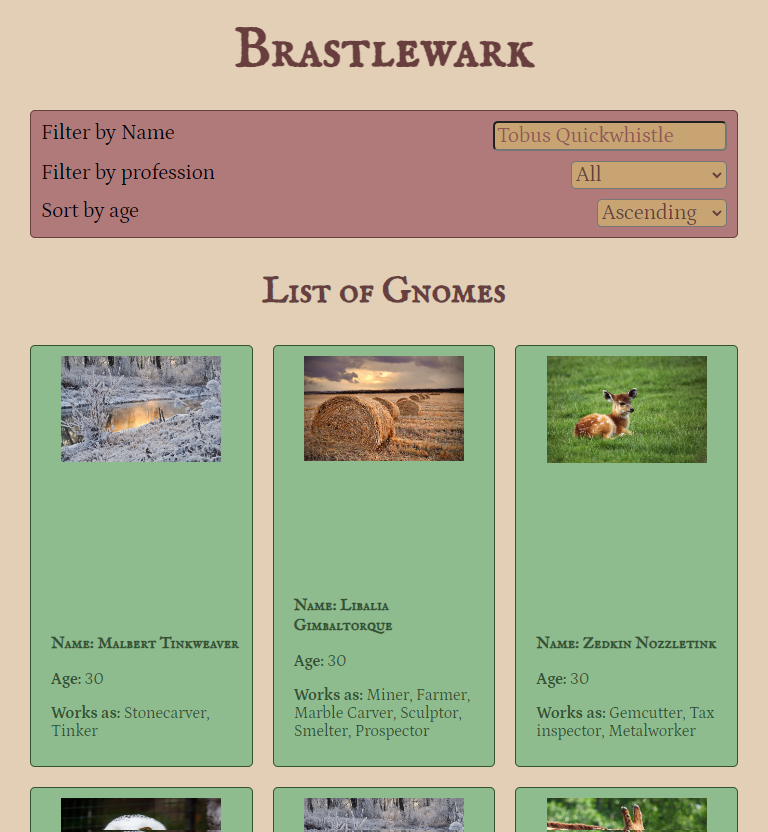 Brastlewark
Filter by Name
Tobus Quickwhistle
Filter by profession
All
Sort by age
Ascending
List of Gnomes
Name: Malbert Tinkweaver
Age: 30
Works as: Stonecarver,
Tinker
Name: Libalia
Gimbaltorque
Age: 30
Works as: Miner, Farmer,
Marble Carver, Sculptor,
Smelter, Prospector
Name: Zedkin Nozzletink
Age: 30
Works as: Gemcutter, Tax
inspector, Metalworker